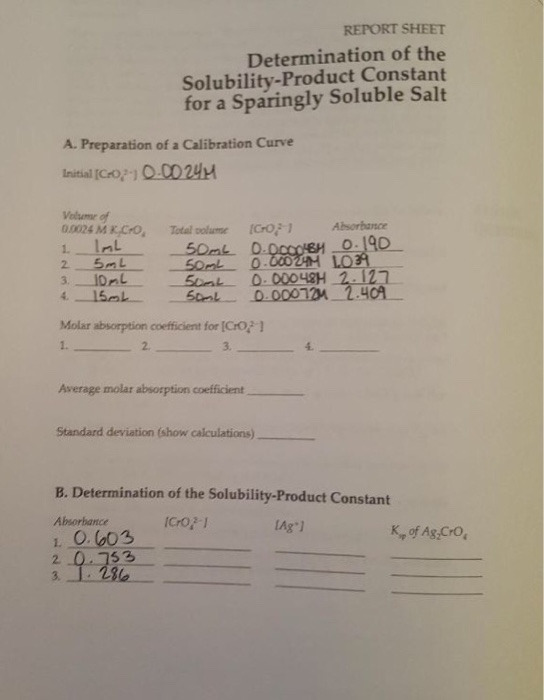 REPORT SHEET
Determination of the
Solubility-Product Constant
for a Sparingly Soluble Salt
A. Preparation of a Calibration Curve
Initial [CrO₄²⁻] 0.0024M
Volume of
0.0024 M K₂CrO₄ Total volume [CrO₄²⁻] Absorbance
1. 1mL 50mL 0.000048M 0.190
2. 5mL 50mL 0.00024M 1.039
3. 10mL 50mL 0.00048M 2.127
4. 15mL 50mL 0.00072M 2.409
Molar absorption coefficient for [CrO₄²⁻]
1. 2. 3. 4.
Average molar absorption coefficient
Standard deviation (show calculations)
B. Determination of the Solubility-Product Constant
Absorbance [CrO₄²⁻] [Ag⁺] Kₛₚ of Ag₂CrO₄
1. 0.603
2. 0.753
3. 1.286